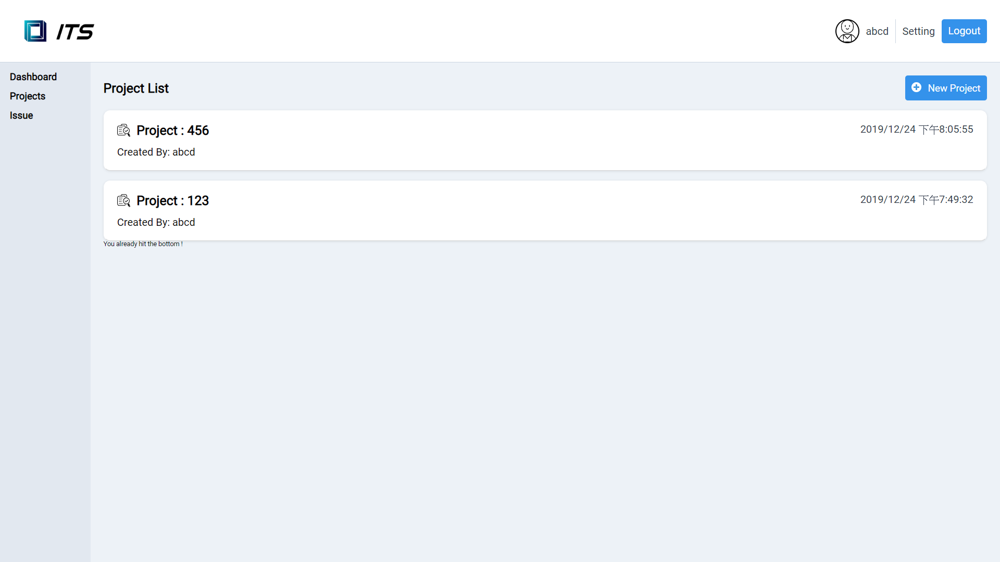 ITS
abcd
Setting
Logout
Dashboard
Projects
Issue
Project List
New Project
Project : 456
2019/12/24 下午8:05:55
Created By: abcd
Project : 123
2019/12/24 下午7:49:32
Created By: abcd
You already hit the bottom !